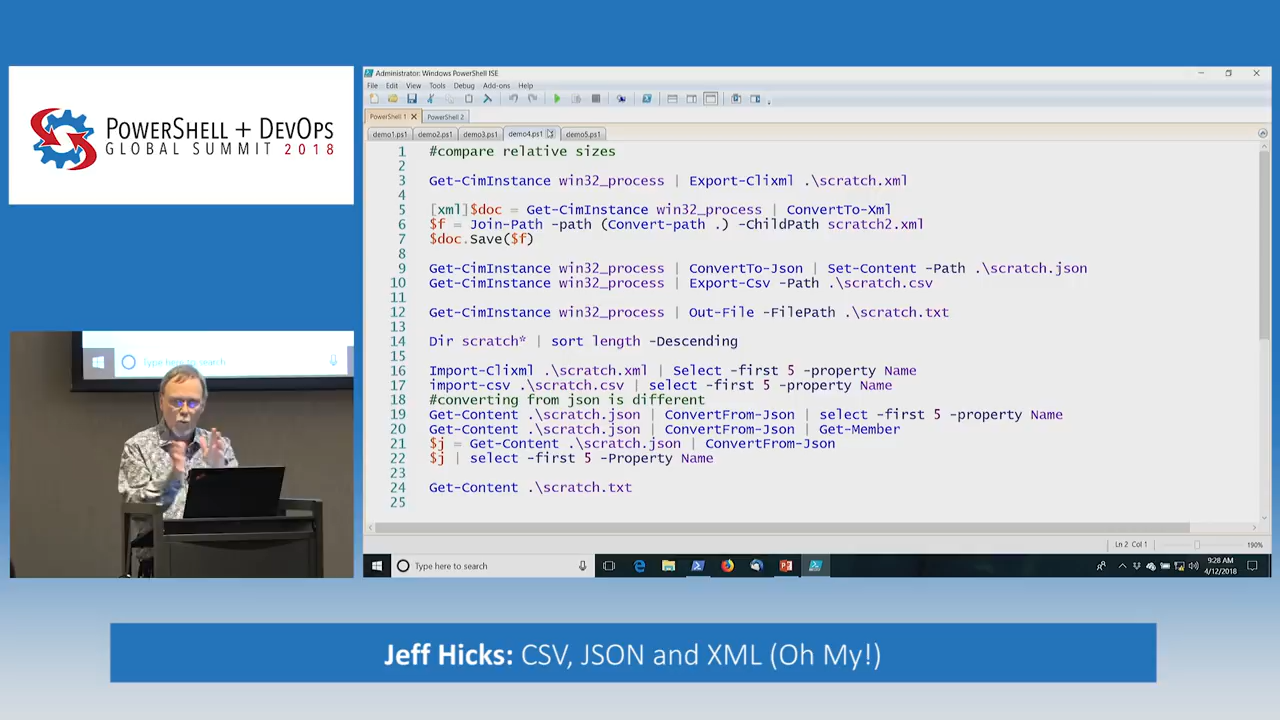 POWERSHELL + DEVOPS
GLOBAL SUMMIT 2018
Type here to search
Administrator: Windows PowerShell ISE
File Edit View Tools Debug Add-ons Help
PowerShell 1 PowerShell 2
demo1.ps1 demo2.ps1 demo3.ps1 demo4.ps1 demo5.ps1
1 #compare relative sizes
2
3 Get-CimInstance win32_process | Export-Clixml .\scratch.xml
4
5 [xml]$doc = Get-CimInstance win32_process | ConvertTo-Xml
6 $f = Join-Path -path (Convert-path .) -ChildPath scratch2.xml
7 $doc.Save($f)
8
9 Get-CimInstance win32_process | ConvertTo-Json | Set-Content -Path .\scratch.json
10 Get-CimInstance win32_process | Export-Csv -Path .\scratch.csv
11
12 Get-CimInstance win32_process | Out-File -FilePath .\scratch.txt
13
14 Dir scratch* | sort length -Descending
15
16 Import-Clixml .\scratch.xml | Select -first 5 -property Name
17 import-csv .\scratch.csv | select -first 5 -property Name
18 #converting from json is different
19 Get-Content .\scratch.json | ConvertFrom-Json | select -first 5 -property Name
20 Get-Content .\scratch.json | ConvertFrom-Json | Get-Member
21 $j = Get-Content .\scratch.json | ConvertFrom-Json
22 $j | select -first 5 -Property Name
23
24 Get-Content .\scratch.txt
25
Ln 2 Col 1 190%
Type here to search
9:28 AM
4/12/2018
Jeff Hicks: CSV, JSON and XML (Oh My!)